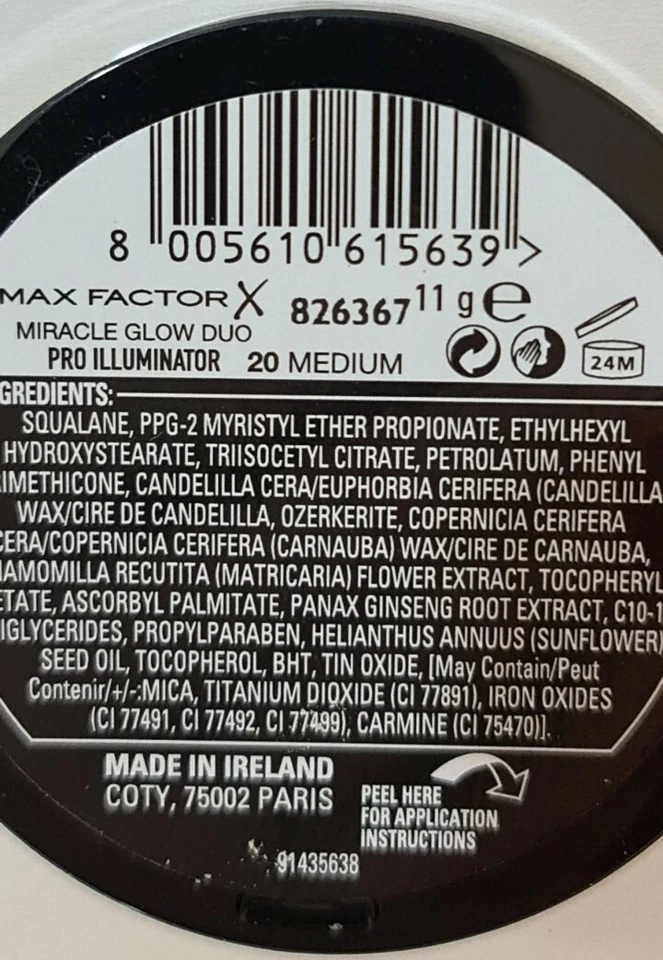 8 005610 615639 >
MAX FACTOR X 826367 11 g e
MIRACLE GLOW DUO
PRO ILLUMINATOR 20 MEDIUM 24M
GREDIENTS:
SQUALANE, PPG-2 MYRISTYL ETHER PROPIONATE, ETHYLHEXYL
HYDROXYSTEARATE, TRIISOCETYL CITRATE, PETROLATUM, PHENYL
IMETHICONE, CANDELILLA CERA/EUPHORBIA CERIFERA (CANDELILLA
WAX/CIRE DE CANDELILLA, OZERKERITE, COPERNICIA CERIFERA
CERA/COPERNICIA CERIFERA (CARNAUBA) WAX/CIRE DE CARNAUBA,
AMOMILLA RECUTITA (MATRICARIA) FLOWER EXTRACT, TOCOPHERYL
ETATE, ASCORBYL PALMITATE, PANAX GINSENG ROOT EXTRACT, C10-1
IGLYCERIDES, PROPYLPARABEN, HELIANTHUS ANNUUS (SUNFLOWER)
SEED OIL, TOCOPHEROL, BHT, TIN OXIDE, [May Contain/Peut
Contenir/+/-:MICA, TITANIUM DIOXIDE (CI 77891), IRON OXIDES
(CI 77491, CI 77492, CI 77499), CARMINE (CI 75470)].
MADE IN IRELAND
COTY, 75002 PARIS
PEEL HERE
FOR APPLICATION
INSTRUCTIONS
91435638